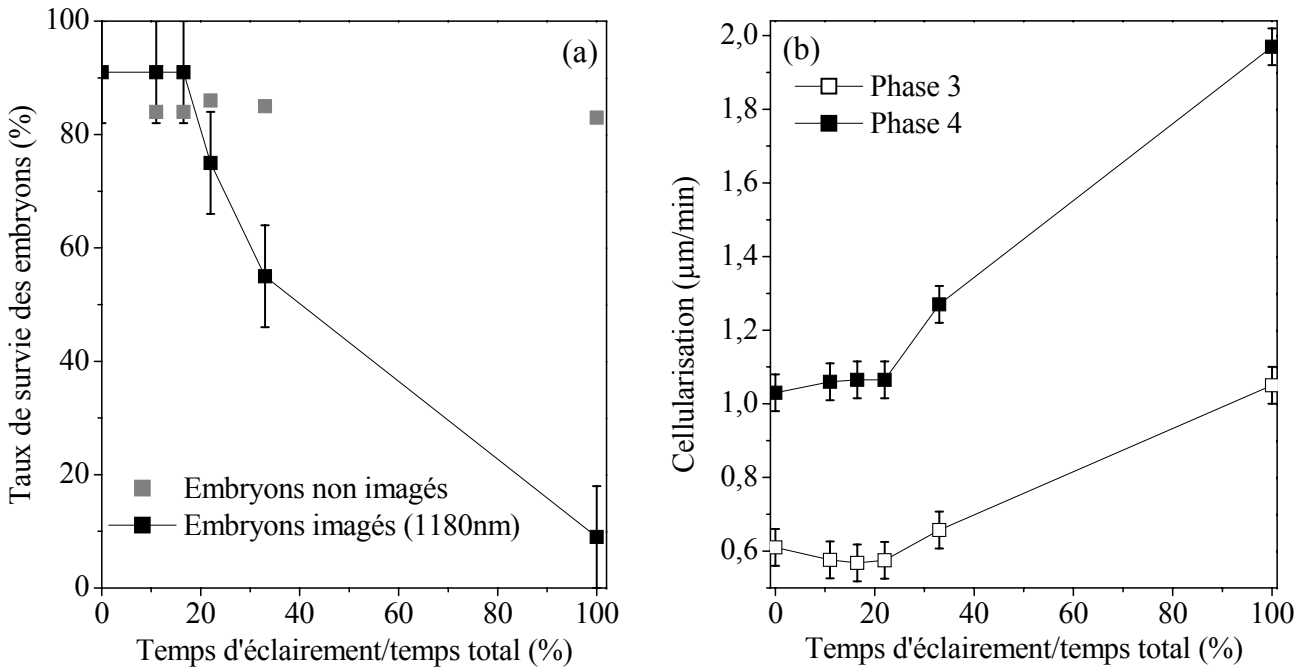 (a)
Taux de survie des embryons (%)
100
80
60
40
20
0
Embryons non imagés
Embryons imagés (1180nm)
0 20 40 60 80 100
Temps d'éclairement/temps total (%)
(b)
Cellularisation (µm/min)
2,0
1,8
1,6
1,4
1,2
1,0
0,8
0,6
Phase 3
Phase 4
0 20 40 60 80 100
Temps d'éclairement/temps total (%)